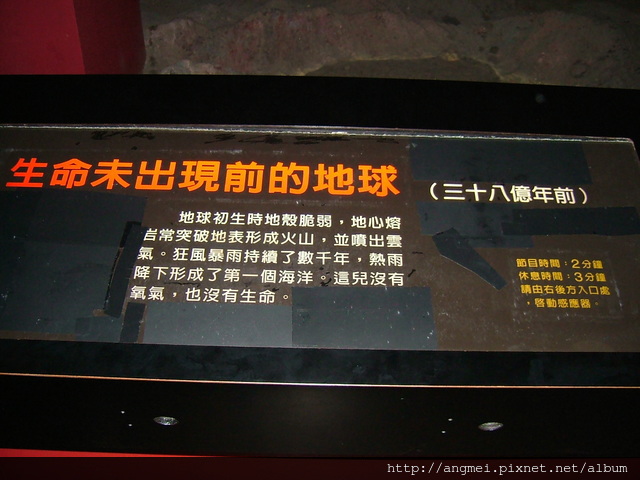 生命未出現前的地球
（三十八億年前）
地球初生時地殼脆弱，地心熔
岩常突破地表形成火山，並噴出雲
氣。狂風暴雨持續了數千年，熱雨
降下形成了第一個海洋。這兒沒有
氧氣，也沒有生命。
節目時間：2分鐘
休息時間：3分鐘
請由右後方入口處
，啓動感應器。
http://angmei.pixnet.net/album